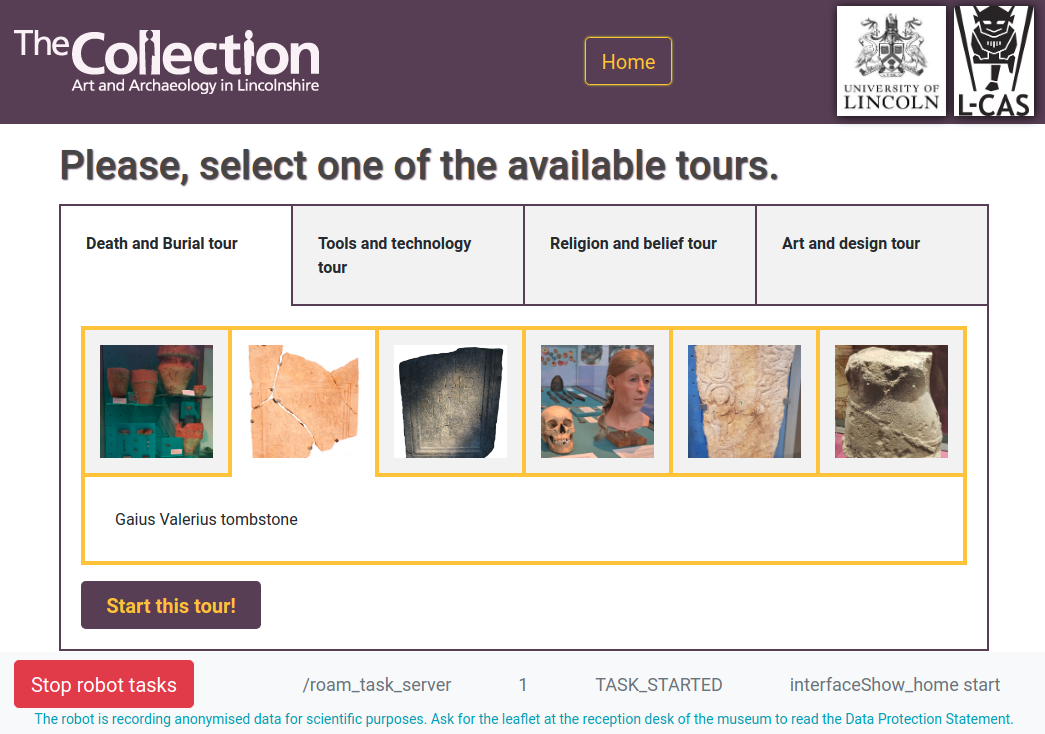 The Collection
Art and Archaeology in Lincolnshire
Home
UNIVERSITY OF
LINCOLN
L-CAS
Please, select one of the available tours.
Death and Burial tour
Tools and technology
tour
Religion and belief tour
Art and design tour
Gaius Valerius tombstone
Start this tour!
Stop robot tasks
/roam_task_server
1
TASK_STARTED
interfaceShow_home start
The robot is recording anonymised data for scientific purposes. Ask for the leaflet at the reception desk of the museum to read the Data Protection Statement.